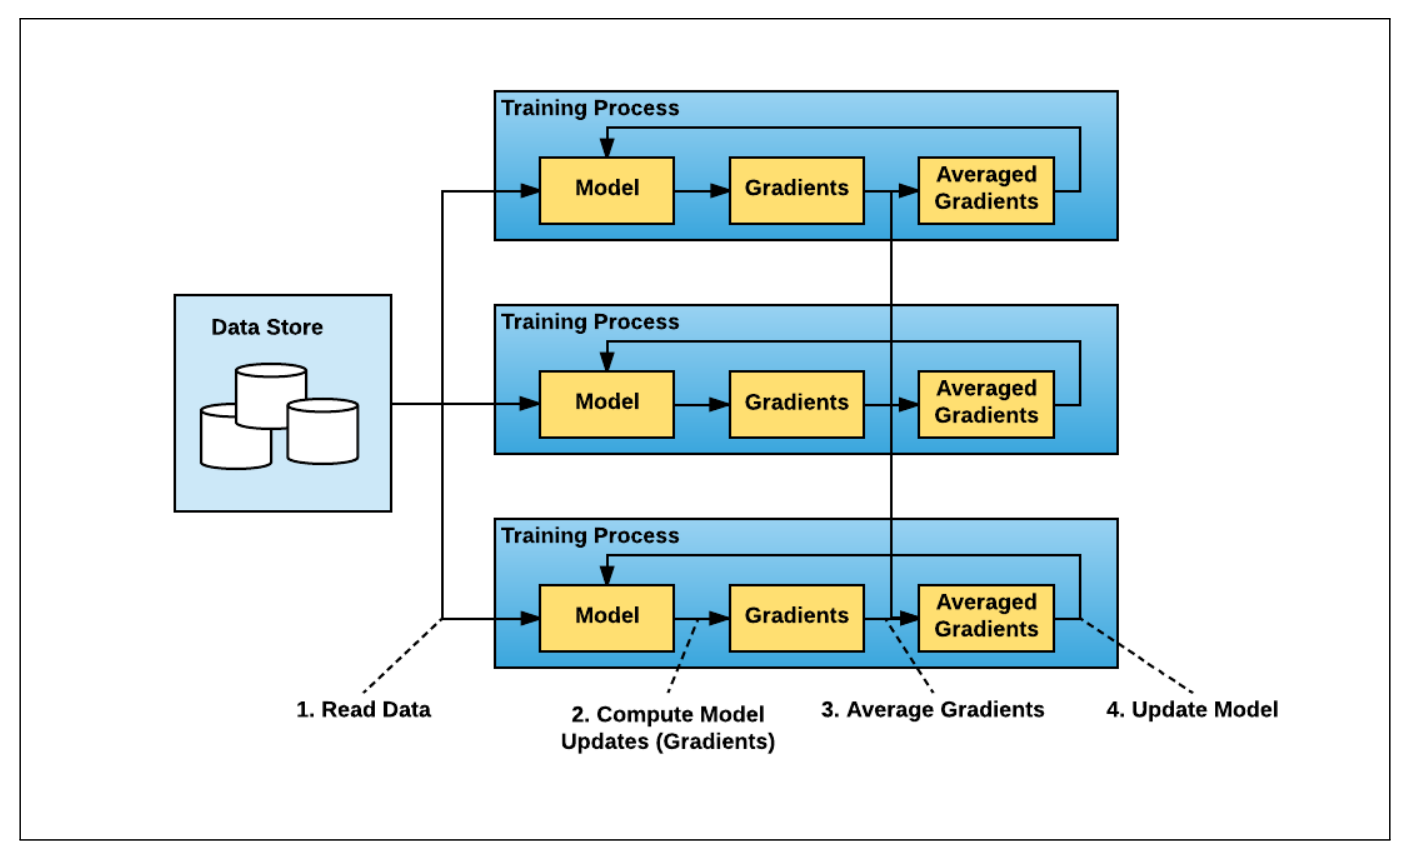 Training Process
Model
Gradients
Averaged
Gradients
Data Store
Training Process
Model
Gradients
Averaged
Gradients
Training Process
Model
Gradients
Averaged
Gradients
1. Read Data
2. Compute Model
Updates (Gradients)
3. Average Gradients
4. Update Model